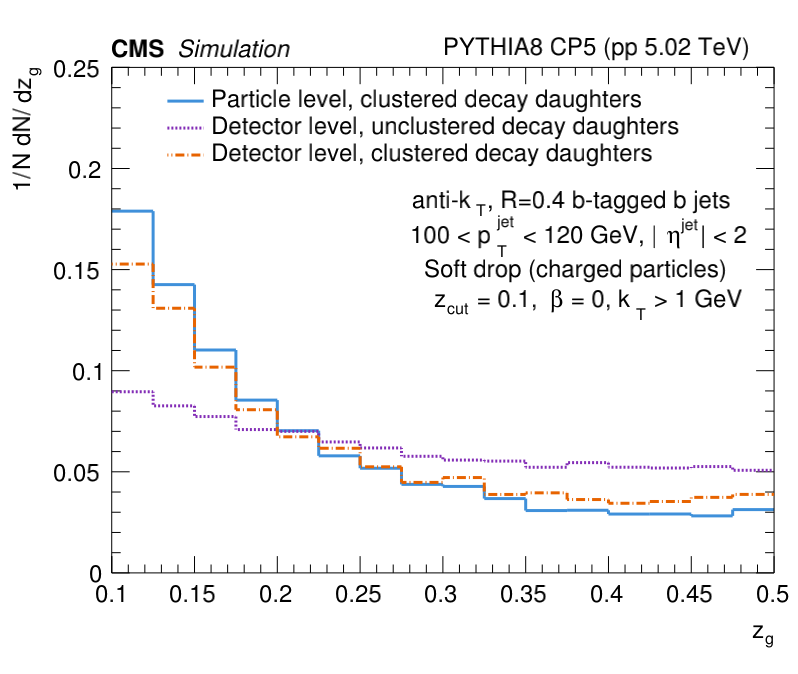 CMS Simulation PYTHIA8 CP5 (pp 5.02 TeV)
1/N dN/ dz_g
Particle level, clustered decay daughters
Detector level, unclustered decay daughters
Detector level, clustered decay daughters
anti-k_T, R=0.4 b-tagged b jets
100 < p_T^jet < 120 GeV, | η^jet| < 2
Soft drop (charged particles)
z_cut = 0.1, β = 0, k_T > 1 GeV
0.25
0.2
0.15
0.1
0.05
0
0.1 0.15 0.2 0.25 0.3 0.35 0.4 0.45 0.5
z_g